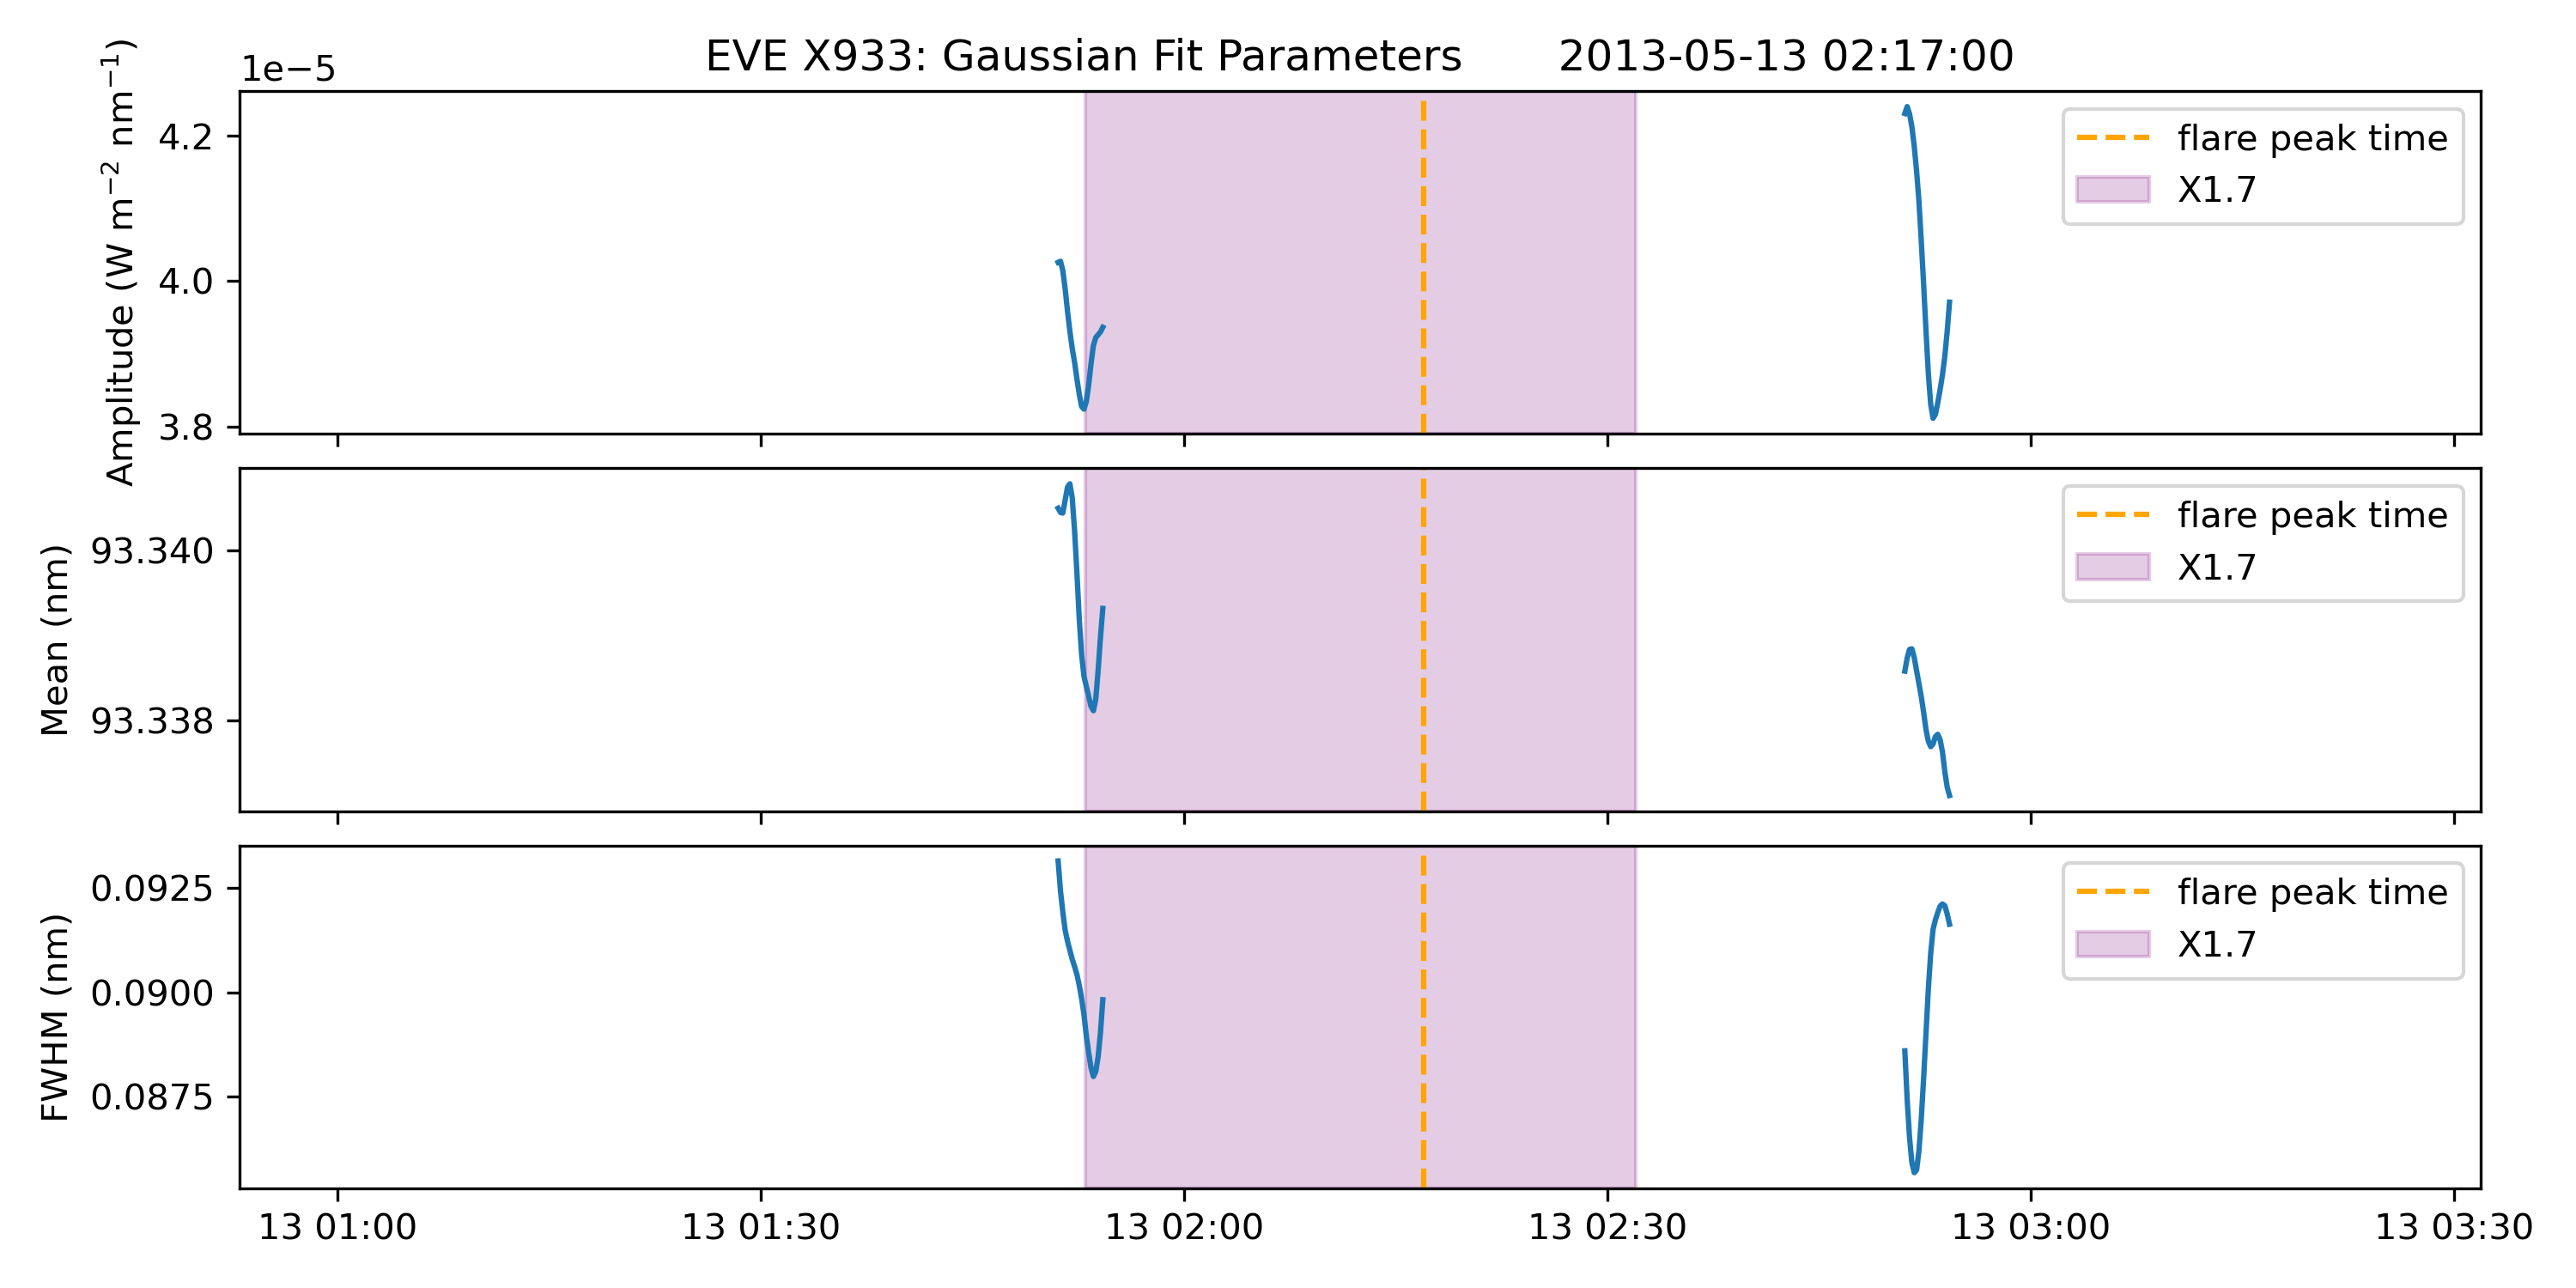 EVE X933: Gaussian Fit Parameters 2013-05-13 02:17:00
1e−5
Amplitude (W m⁻² nm⁻¹)
4.2
4.0
3.8
flare peak time
X1.7
Mean (nm)
93.340
93.338
flare peak time
X1.7
FWHM (nm)
0.0925
0.0900
0.0875
flare peak time
X1.7
13 01:00 13 01:30 13 02:00 13 02:30 13 03:00 13 03:30